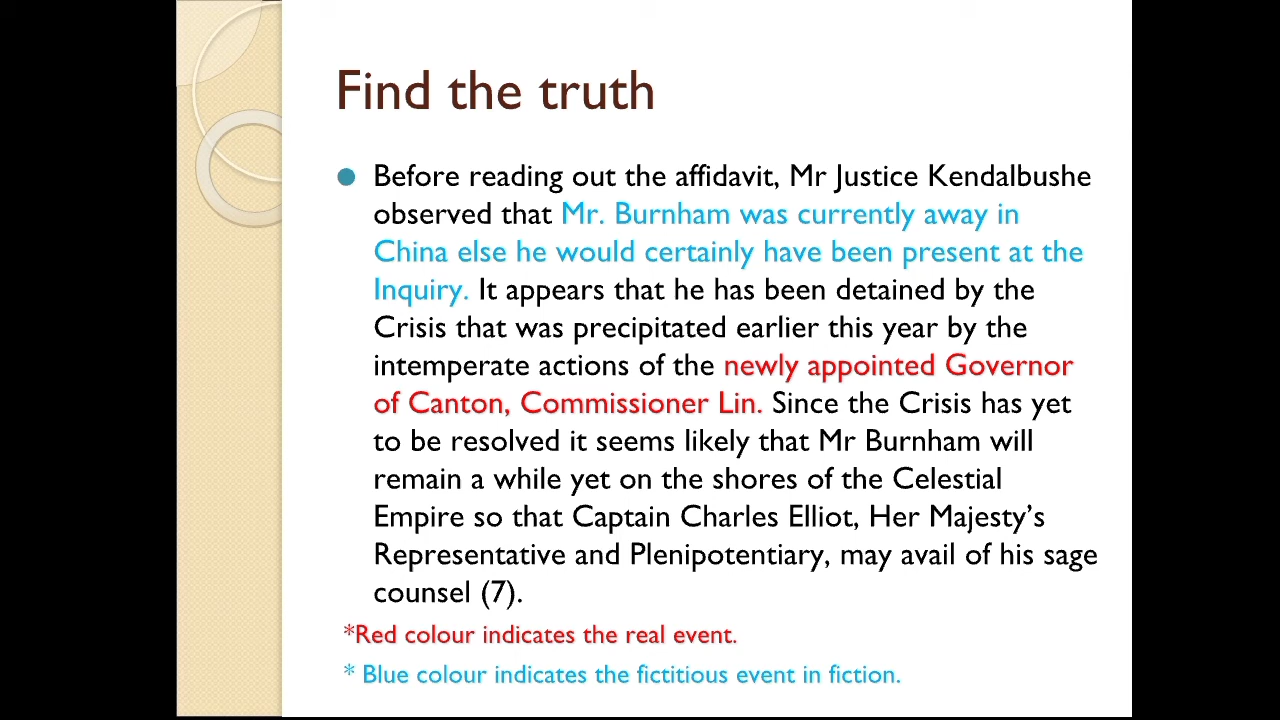 Find the truth
Before reading out the affidavit, Mr Justice Kendalbushe
observed that Mr. Burnham was currently away in
China else he would certainly have been present at the
Inquiry. It appears that he has been detained by the
Crisis that was precipitated earlier this year by the
intemperate actions of the newly appointed Governor
of Canton, Commissioner Lin. Since the Crisis has yet
to be resolved it seems likely that Mr Burnham will
remain a while yet on the shores of the Celestial
Empire so that Captain Charles Elliot, Her Majesty’s
Representative and Plenipotentiary, may avail of his sage
counsel (7).
*Red colour indicates the real event.
* Blue colour indicates the fictitious event in fiction.